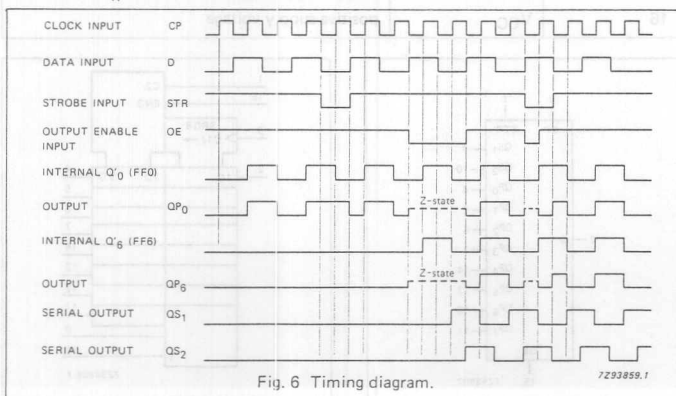 CLOCK INPUT CP
DATA INPUT D
STROBE INPUT STR
OUTPUT ENABLE INPUT OE
INTERNAL Q'0 (FF0)
OUTPUT QP0
Z-state
INTERNAL Q'6 (FF6)
OUTPUT QP6
Z-state
SERIAL OUTPUT QS1
SERIAL OUTPUT QS2
Fig. 6 Timing diagram.
7Z93859.1